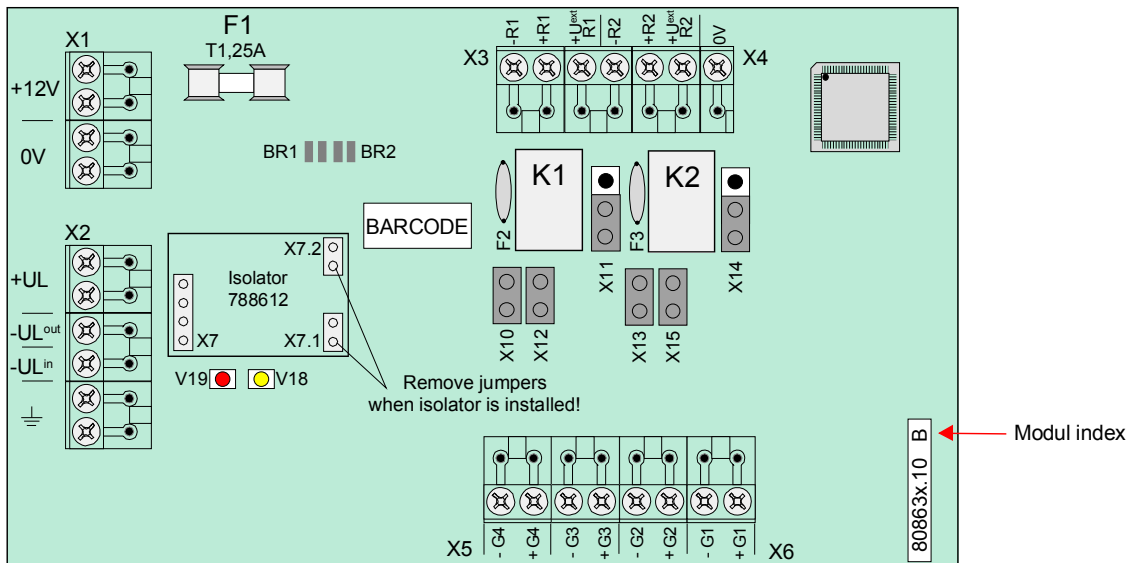 F1
T1,25A
X1
+12V
0V
X2
+UL
-ULout
-ULin
BR1
BR2
BARCODE
Isolator
788612
X7.2
X7
X7.1
V19
V18
Remove jumpers
when isolator is installed!
X3
-R1
+R1
+Uext
R1
-R2
+R2
+Uext
R2
0V
X4
K1
K2
F2
F3
X11
X14
X10
X12
X13
X15
X5
- G4
+ G4
- G3
+ G3
- G2
+ G2
- G1
+ G1
X6
80863x.10 B
Modul index